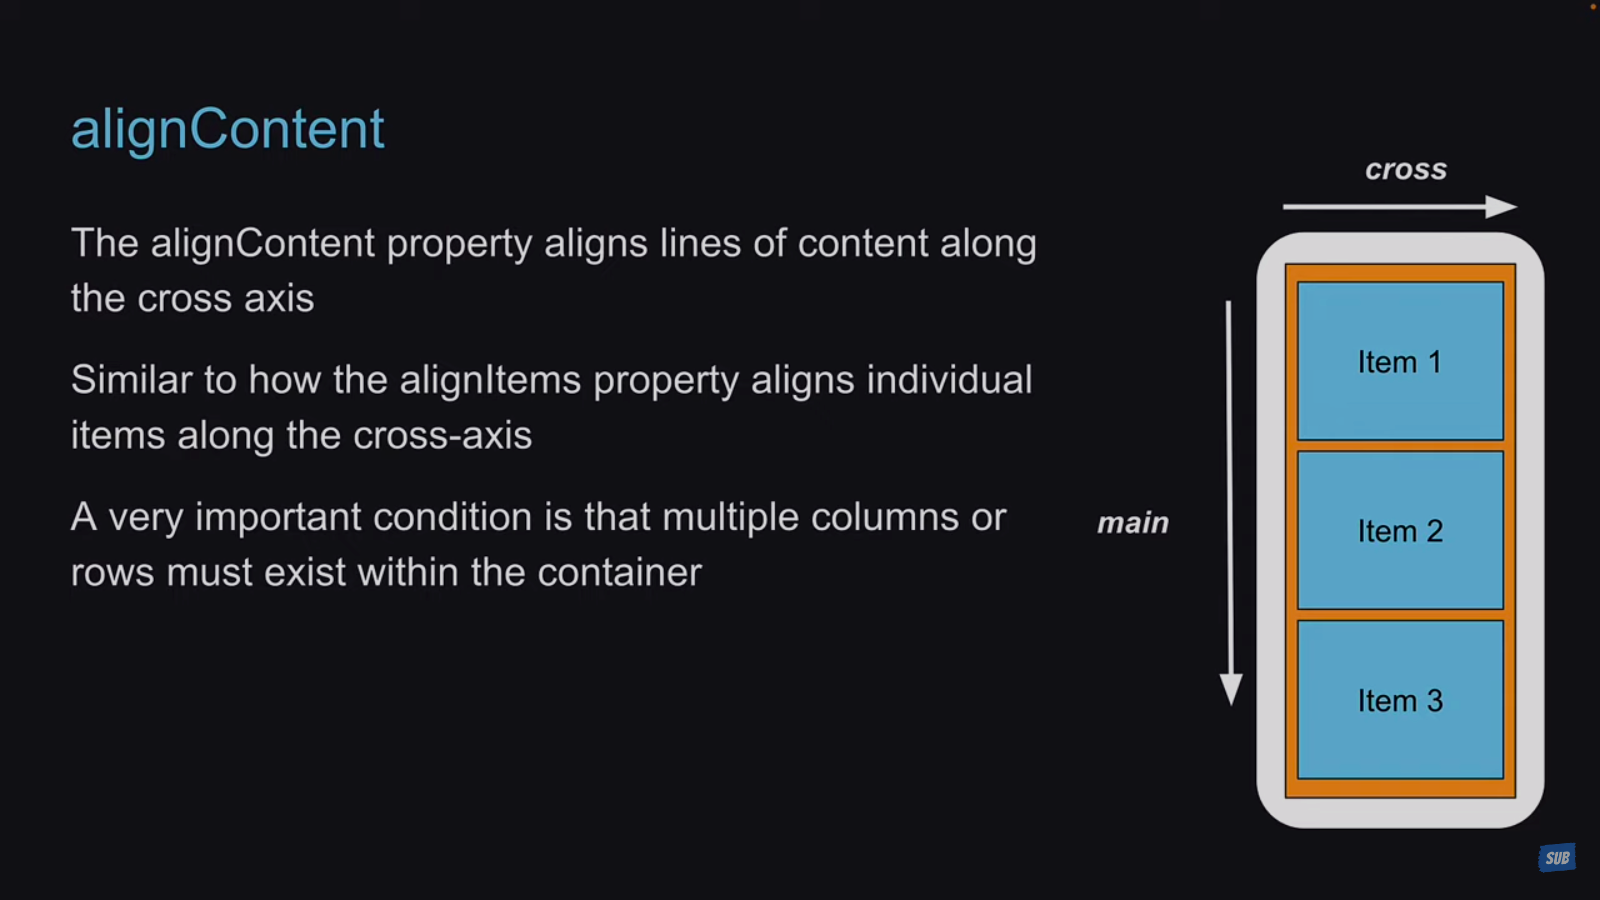 alignContent
The alignContent property aligns lines of content along
the cross axis
Similar to how the alignItems property aligns individual
items along the cross-axis
A very important condition is that multiple columns or
rows must exist within the container
cross
main
Item 1
Item 2
Item 3
SUB